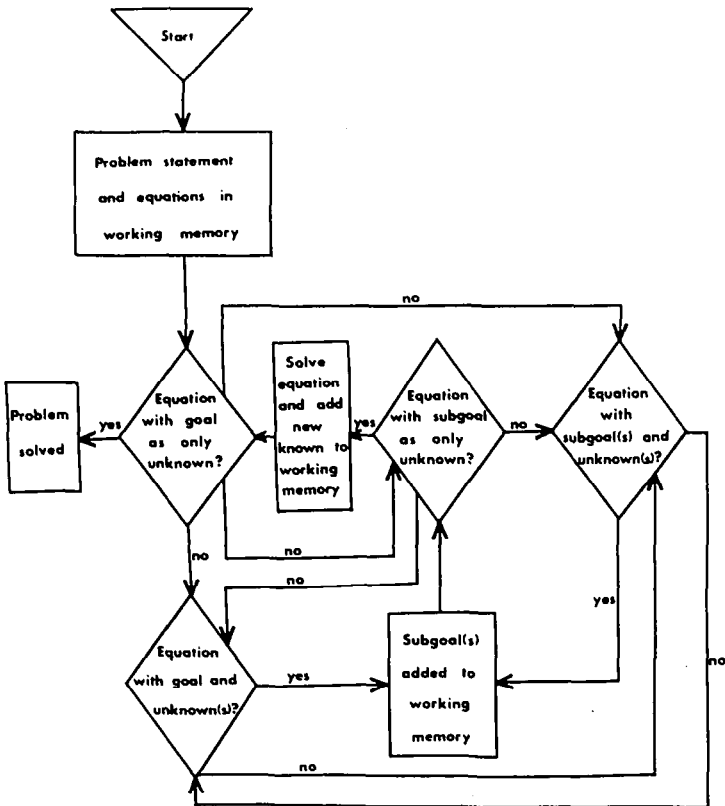 Start
Problem statement
and equations in
working memory
no
Problem
solved
yes
Equation
with goal
as only
unknown?
Solve
equation
and add
new
known to
working
memory
yes
Equation
with subgoal
as only
unknown?
no
Equation
with
subgoal(s) and
unknown(s)?
no
no
no
yes
Equation
with goal and
unknown(s)?
yes
Subgoal(s)
added to
working
memory
no
no